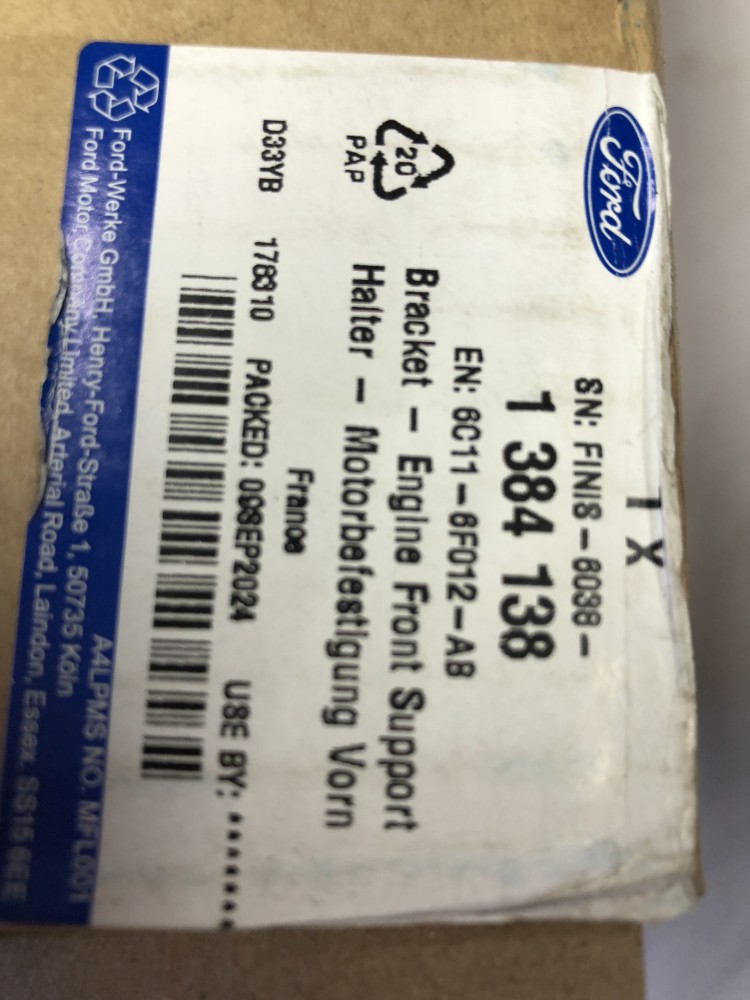 1 X
Ford
SN: FINIS-6038-
1 384 138
EN: 6C11-6F012-AB
Bracket - Engine Front Support
Halter - Motorbefestigung Vorn
20
PAP
France
D33YB 178310 PACKED: 09SEP2024 USE BY: *******
A4LPMS NO. MFL001
Ford-Werke GmbH, Henry-Ford-Straße 1, 50735 Köln
Ford Motor Company Limited, Arterial Road, Laindon, Essex. SS15 6EE